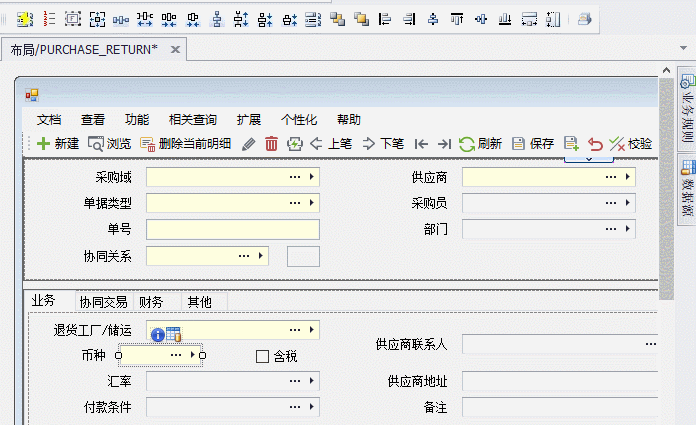 布局/PURCHASE_RETURN*
文档 查看 功能 相关查询 扩展 个性化 帮助
新建 浏览 删除当前明细 上笔 下笔 刷新 保存 校验
采购域 供应商
单据类型 采购员
单号 部门
协同关系
业务 协同交易 财务 其他
退货工厂/储运
供应商联系人
币种 含税
汇率 供应商地址
付款条件 备注
业务规则
数据源